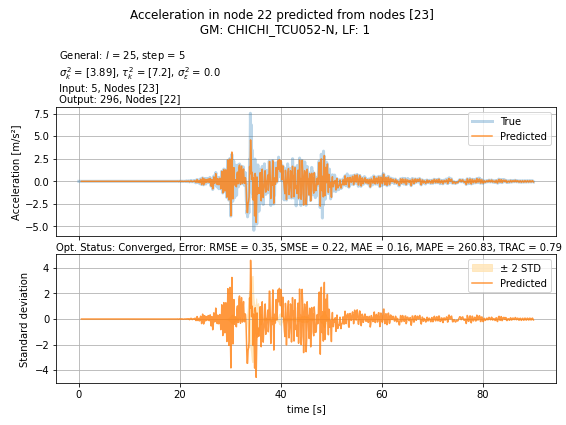 Acceleration in node 22 predicted from nodes [23]
GM: CHICHI_TCU052-N, LF: 1
General: l = 25, step = 5
σ²ₖ = [3.89], τ²ₖ = [7.2], σ²ε = 0.0
Input: 5, Nodes [23]
Output: 296, Nodes [22]
Acceleration [m/s²]
7.5
5.0
2.5
0.0
−2.5
−5.0
True
Predicted
Opt. Status: Converged, Error: RMSE = 0.35, SMSE = 0.22, MAE = 0.16, MAPE = 260.83, TRAC = 0.79
Standard deviation
4
2
0
−2
−4
± 2 STD
Predicted
0 20 40 60 80
time [s]